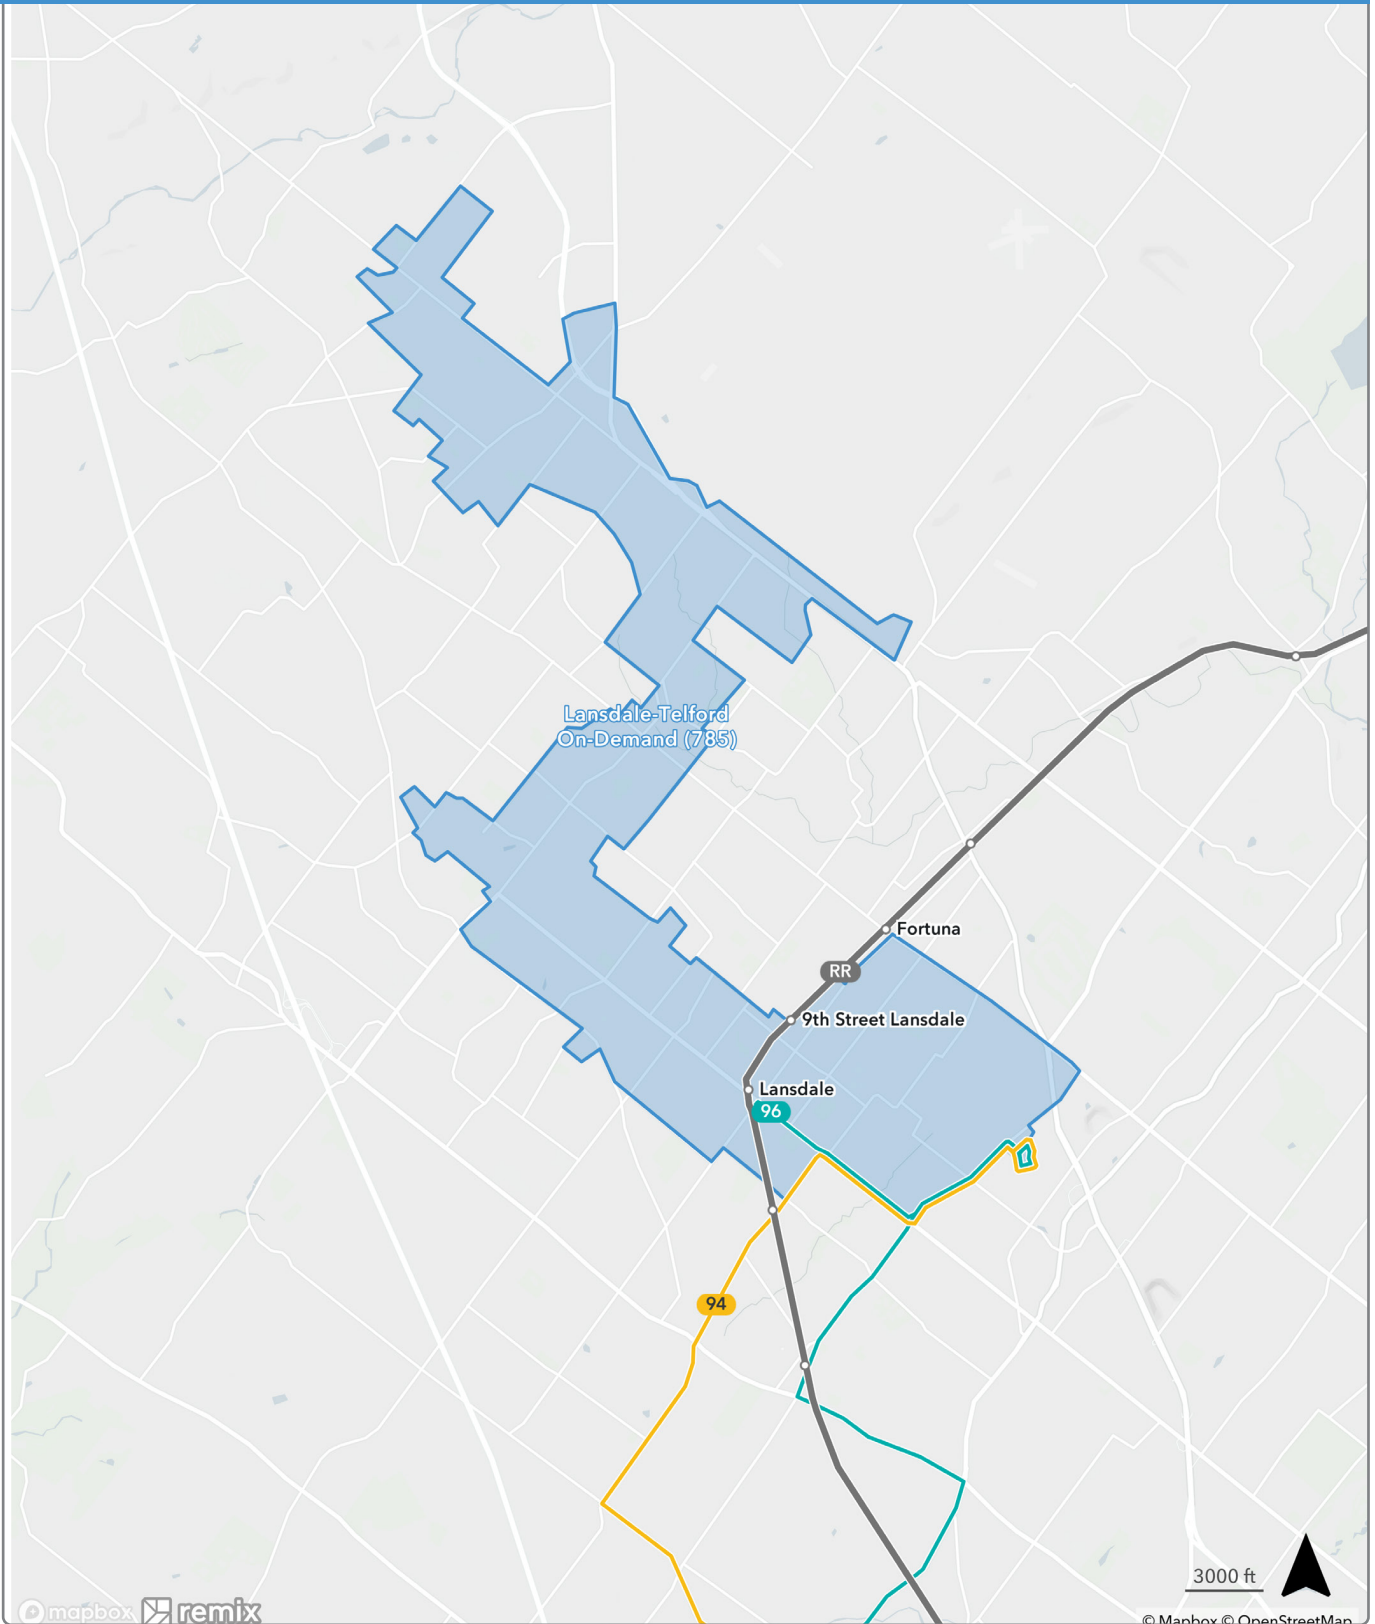 Lansdale-Telford
On-Demand (785)
Fortuna
RR
9th Street Lansdale
Lansdale
96
94
3000 ft
mapbox remix
© Mapbox © OpenStreetMap